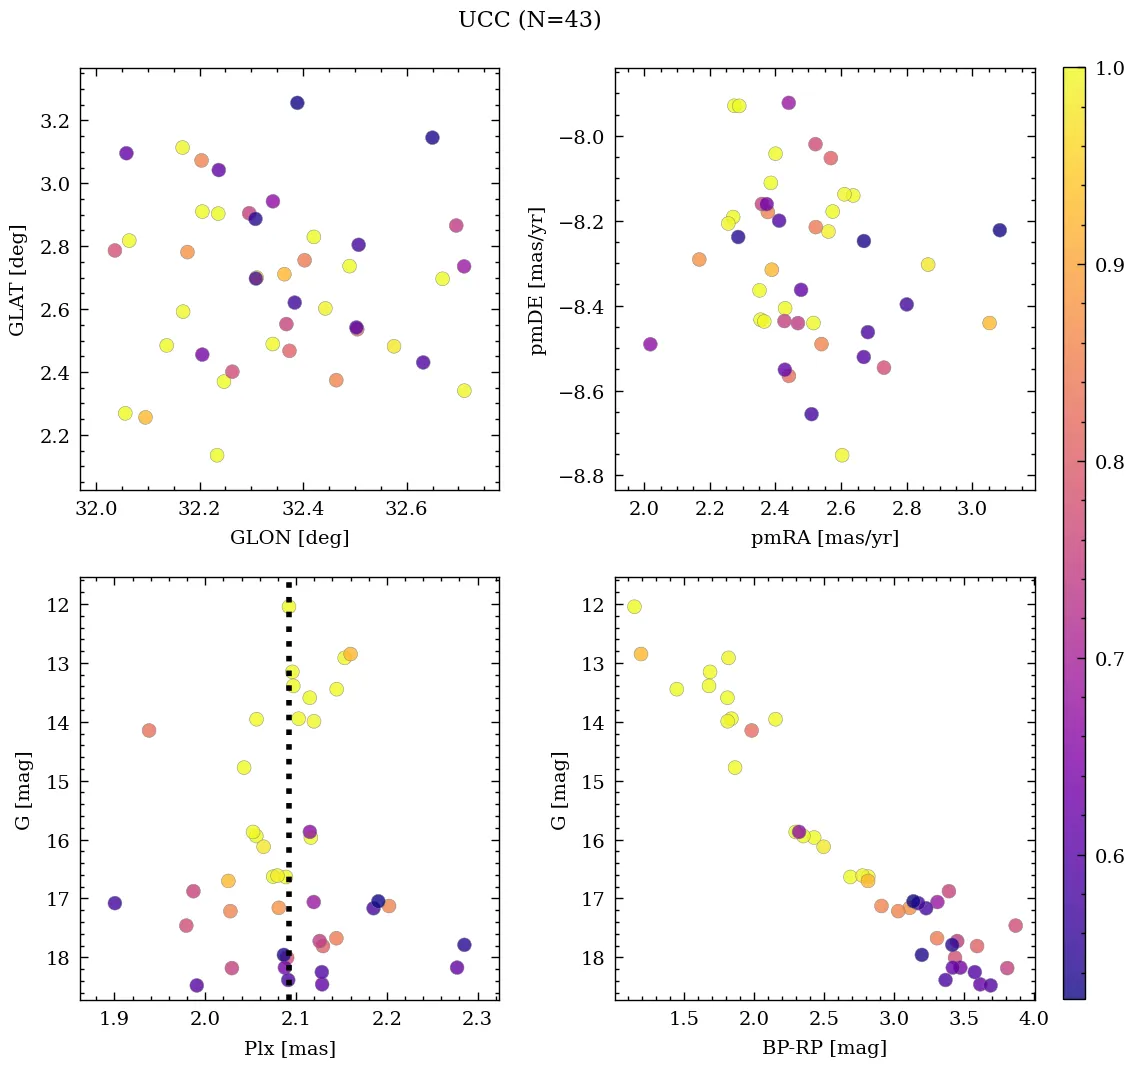 UCC (N=43)
3.2
3.0
2.8
2.6
2.4
2.2
GLAT [deg]
32.0 32.2 32.4 32.6
GLON [deg]
−8.0
−8.2
−8.4
−8.6
−8.8
pmDE [mas/yr]
2.0 2.2 2.4 2.6 2.8 3.0
pmRA [mas/yr]
1.0
0.9
0.8
0.7
0.6
12
13
14
15
16
17
18
G [mag]
1.9 2.0 2.1 2.2 2.3
Plx [mas]
12
13
14
15
16
17
18
G [mag]
1.5 2.0 2.5 3.0 3.5 4.0
BP-RP [mag]